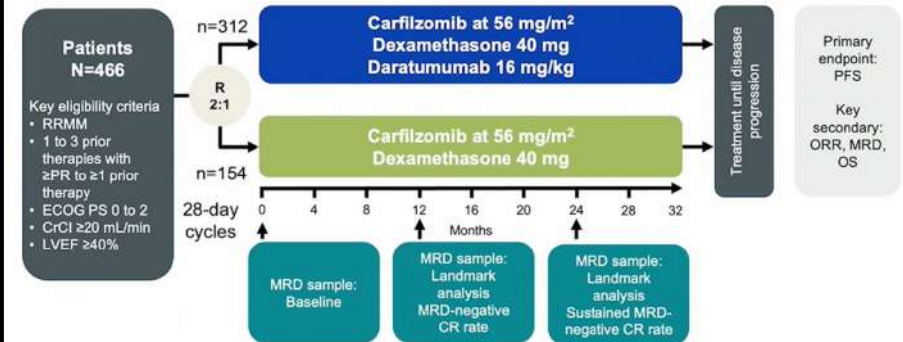 Patients
N=466
Key eligibility criteria
• RRMM
• 1 to 3 prior
therapies with
≥PR to ≥1 prior
therapy
• ECOG PS 0 to 2
• CrCl ≥20 mL/min
• LVEF ≥40%
n=312
R
2:1
n=154
Carfilzomib at 56 mg/m²
Dexamethasone 40 mg
Daratumumab 16 mg/kg
Carfilzomib at 56 mg/m²
Dexamethasone 40 mg
28-day
cycles
0 4 8 12 16 20 24 28 32
Months
MRD sample:
Baseline
MRD sample:
Landmark
analysis
MRD-negative
CR rate
MRD sample:
Landmark
analysis
Sustained MRD-
negative CR rate
Treatment until disease
progression
Primary
endpoint:
PFS
Key
secondary:
ORR, MRD,
OS